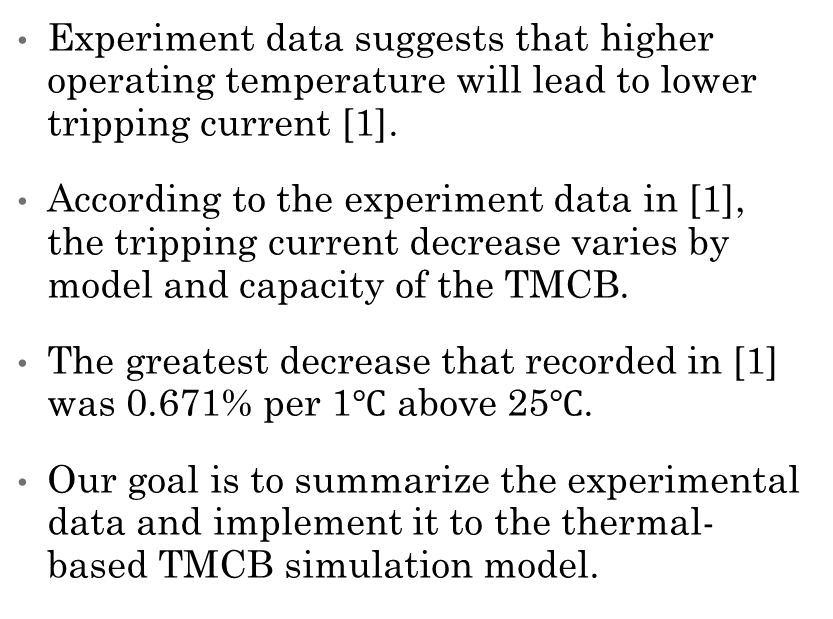 • Experiment data suggests that higher
operating temperature will lead to lower
tripping current [1].
• According to the experiment data in [1],
the tripping current decrease varies by
model and capacity of the TMCB.
• The greatest decrease that recorded in [1]
was 0.671% per 1℃ above 25℃.
• Our goal is to summarize the experimental
data and implement it to the thermal-
based TMCB simulation model.